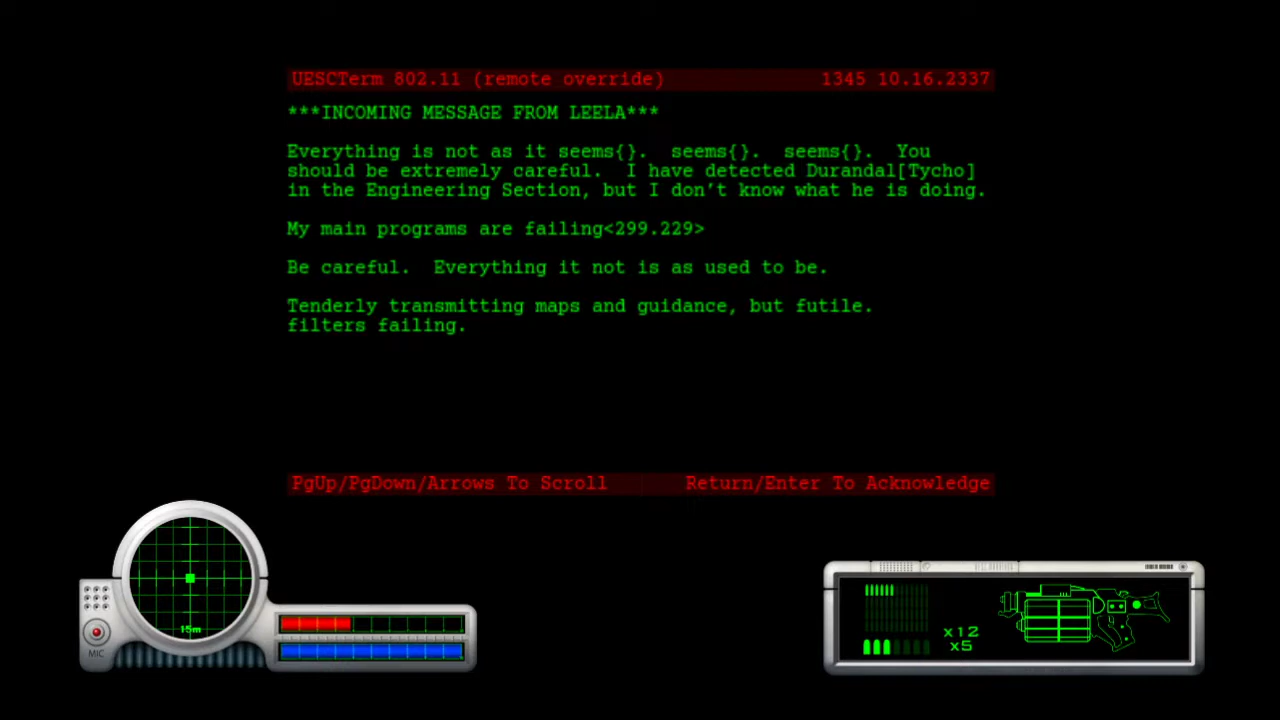 UESCTerm 802.11 (remote override) 1345 10.16.2337
***INCOMING MESSAGE FROM LEELA***
Everything is not as it seems{}.  seems{}.  seems{}.  You
should be extremely careful.  I have detected Durandal[Tycho]
in the Engineering Section, but I don't know what he is doing.
My main programs are failing<299.229>
Be careful.  Everything it not is as used to be.
Tenderly transmitting maps and guidance, but futile.
filters failing.
PgUp/PgDown/Arrows To Scroll Return/Enter To Acknowledge
15m
MIC
x12
x5